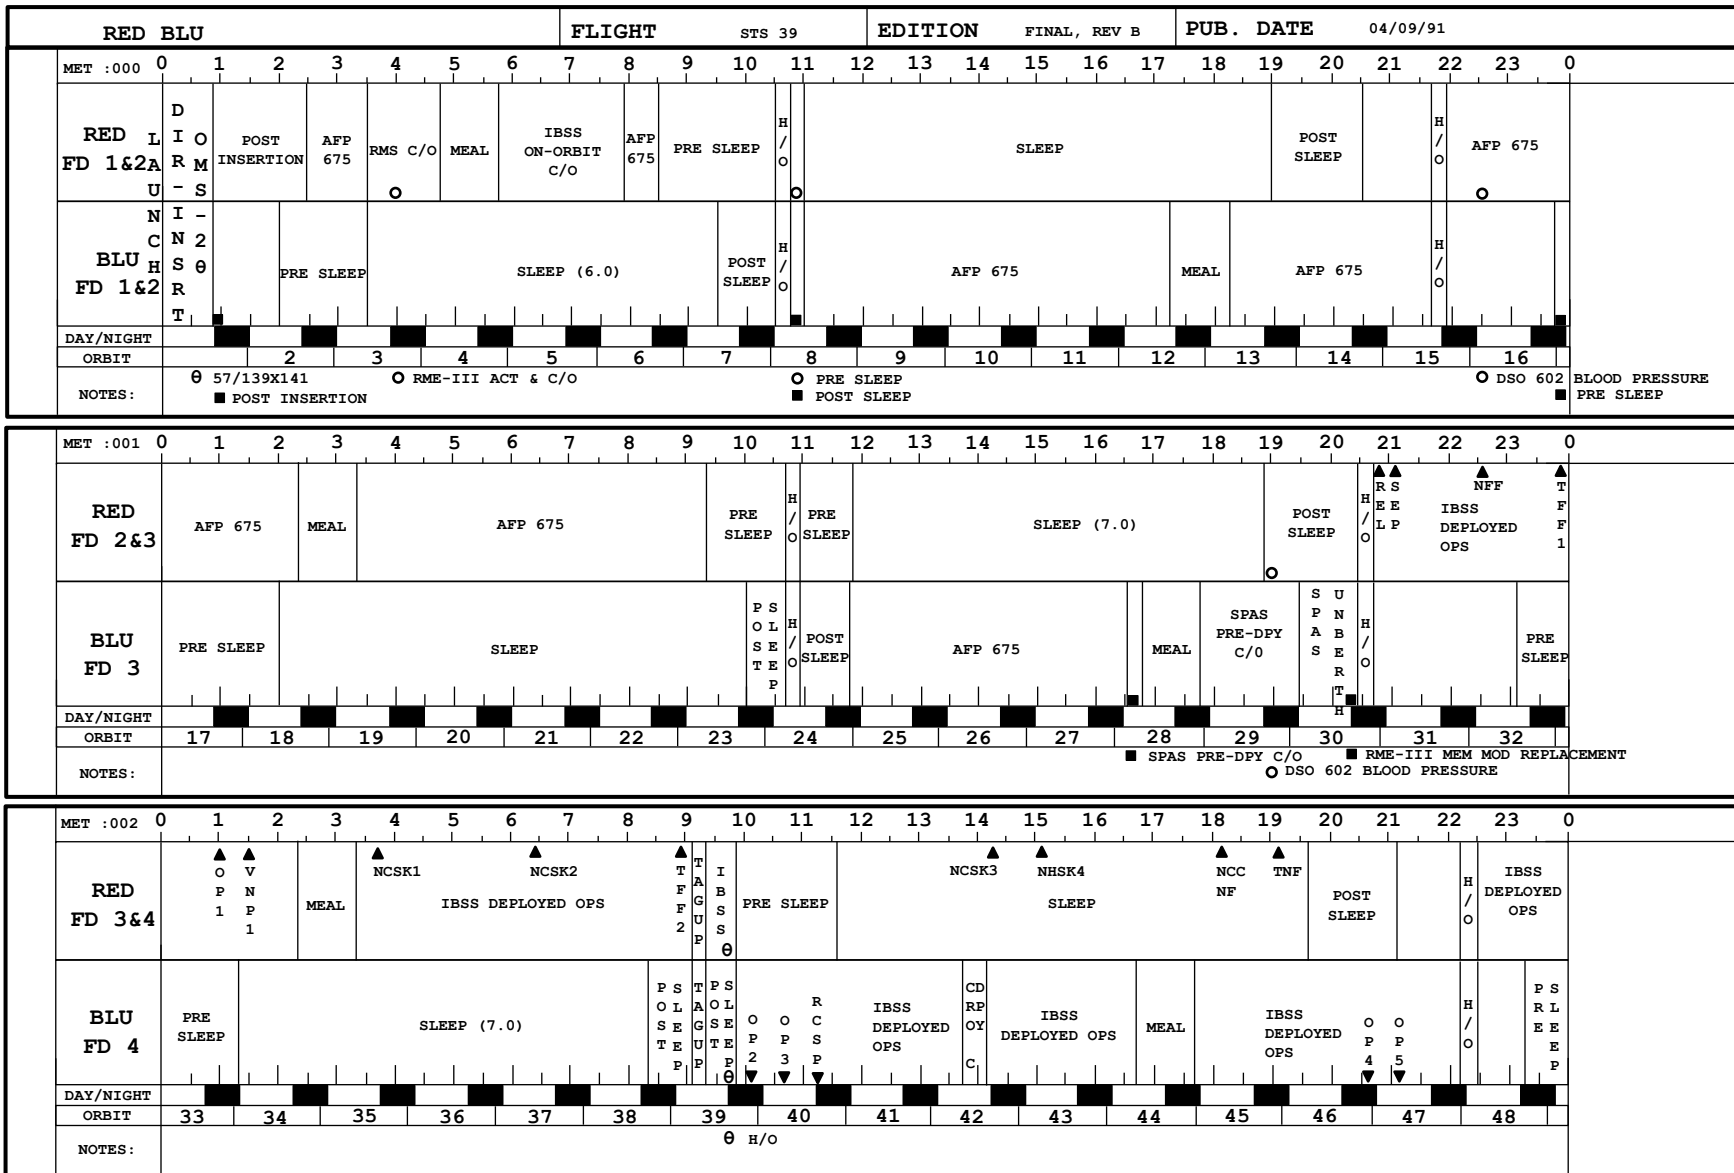 RED BLU FLIGHT STS 39 EDITION FINAL, REV B PUB. DATE 04/09/91
MET :000 0 1 2 3 4 5 6 7 8 9 10 11 12 13 14 15 16 17 18 19 20 21 22 23 0
LAUNCH
DIR-INSRT
OMS-2θ
RED
FD 1&2
POST
INSERTION
AFP
675
RMS C/O
MEAL
IBSS
ON-ORBIT
C/O
AFP
675
PRE SLEEP
H/O
SLEEP
POST
SLEEP
H/O
AFP 675
BLU
FD 1&2
PRE SLEEP
SLEEP (6.0)
POST
SLEEP
H/O
AFP 675
MEAL
AFP 675
H/O
DAY/NIGHT
ORBIT 2 3 4 5 6 7 8 9 10 11 12 13 14 15 16
NOTES:
θ 57/139X141
■ POST INSERTION
O RME-III ACT & C/O
O PRE SLEEP
■ POST SLEEP
O DSO 602 BLOOD PRESSURE
■ PRE SLEEP
MET :001 0 1 2 3 4 5 6 7 8 9 10 11 12 13 14 15 16 17 18 19 20 21 22 23 0
RED
FD 2&3
AFP 675
MEAL
AFP 675
PRE
SLEEP
H/O
PRE
SLEEP
SLEEP (7.0)
POST
SLEEP
H/O
REL
SEP
IBSS
DEPLOYED
OPS
NFF
TFF1
BLU
FD 3
PRE SLEEP
SLEEP
POST
SLEEP
H/O
POST
SLEEP
AFP 675
MEAL
SPAS
PRE-DPY
C/0
SPAS
UNBERTH
H/O
PRE
SLEEP
DAY/NIGHT
ORBIT 17 18 19 20 21 22 23 24 25 26 27 28 29 30 31 32
NOTES:
■ SPAS PRE-DPY C/O
■ RME-III MEM MOD REPLACEMENT
O DSO 602 BLOOD PRESSURE
MET :002 0 1 2 3 4 5 6 7 8 9 10 11 12 13 14 15 16 17 18 19 20 21 22 23 0
RED
FD 3&4
OP1
VNP1
MEAL
NCSK1
NCSK2
IBSS DEPLOYED OPS
TFF2
TAGUP
IBSS
θ
PRE SLEEP
NCSK3
NHSK4
SLEEP
NCC
NF
TNF
POST
SLEEP
H/O
IBSS
DEPLOYED
OPS
BLU
FD 4
PRE
SLEEP
SLEEP (7.0)
POST
SLEEP
TAGUP
POST
SLEEP
θ
OP2
OP3
RCSP
IBSS
DEPLOYED
OPS
CD
RP
OY
C
C
IBSS
DEPLOYED OPS
MEAL
IBSS
DEPLOYED
OPS
OP4
OP5
H/O
PRE
SLEEP
DAY/NIGHT
ORBIT 33 34 35 36 37 38 39 40 41 42 43 44 45 46 47 48
NOTES:
θ H/O